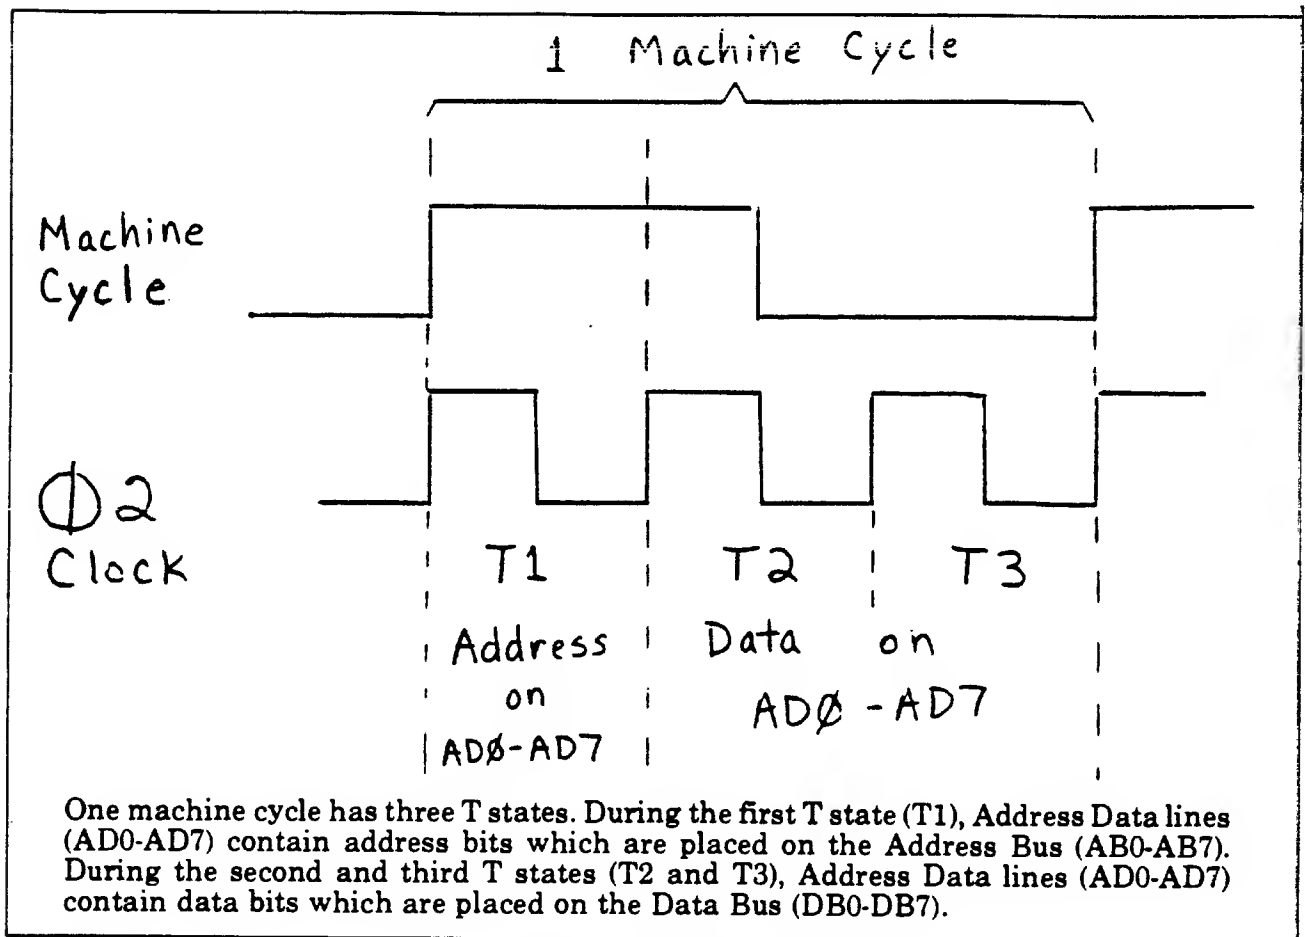 1 Machine Cycle
Machine
Cycle
Φ2
Clock
T1
T2
T3
Address
on
ADØ-AD7
Data on
ADØ-AD7
One machine cycle has three T states. During the first T state (T1), Address Data lines
(AD0-AD7) contain address bits which are placed on the Address Bus (AB0-AB7).
During the second and third T states (T2 and T3), Address Data lines (AD0-AD7)
contain data bits which are placed on the Data Bus (DB0-DB7).